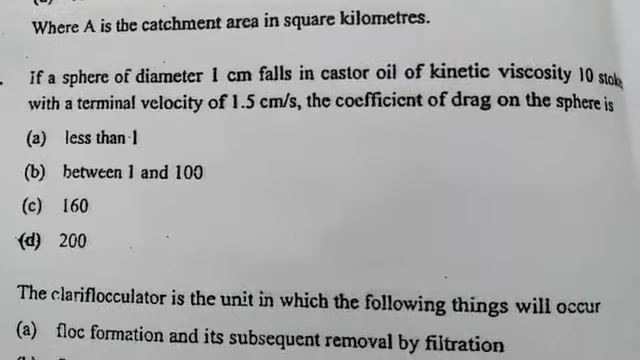 Where A is the catchment area in square kilometres.
If a sphere of diameter 1 cm falls in castor oil of kinetic viscosity 10
with a terminal velocity of 1.5 cm/s, the coefficient of drag on the sphere is
(a) less than 1
(b) between 1 and 100
(c) 160
(d) 200
The clariflocculator is the unit in which the following things will occur
(a) floc formation and its subsequent removal by filtration